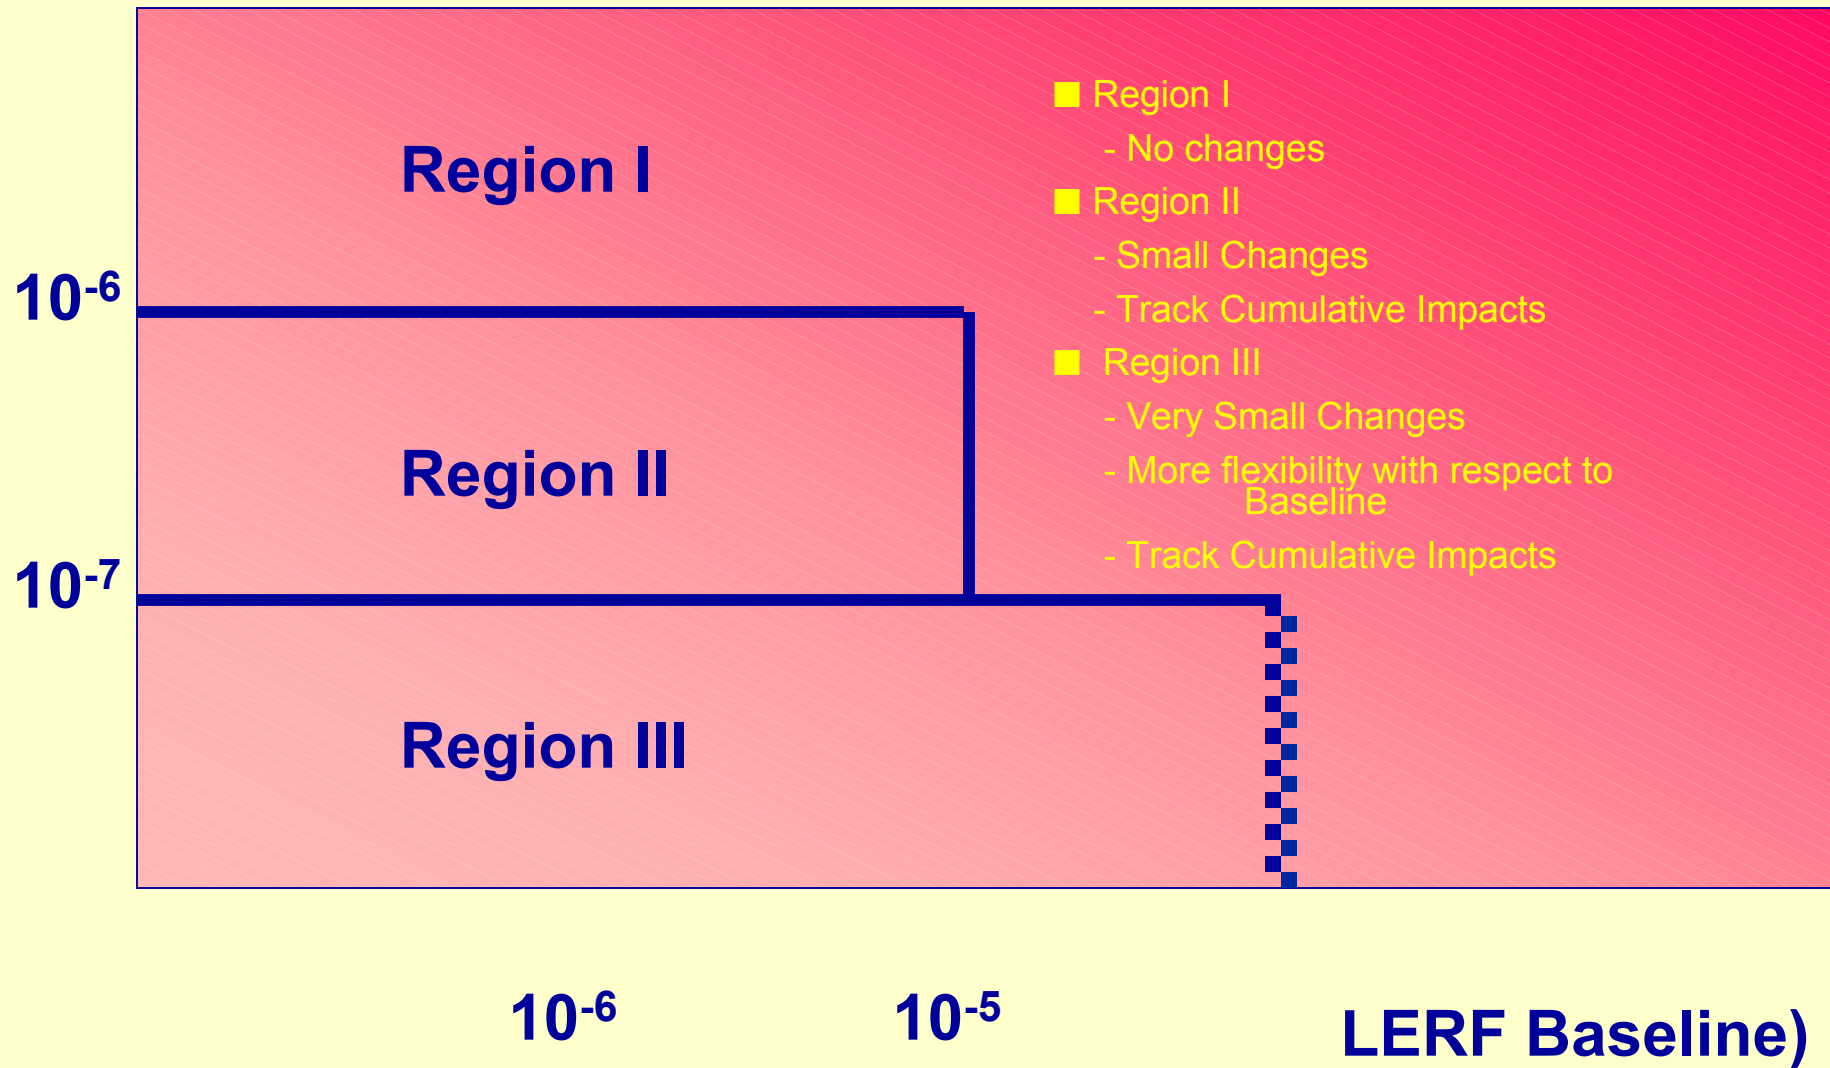 Region I
10-6
Region II
10-7
Region III
■ Region I
- No changes
■ Region II
- Small Changes
- Track Cumulative Impacts
■ Region III
- Very Small Changes
- More flexibility with respect to
Baseline
- Track Cumulative Impacts
10-6
10-5
LERF Baseline)